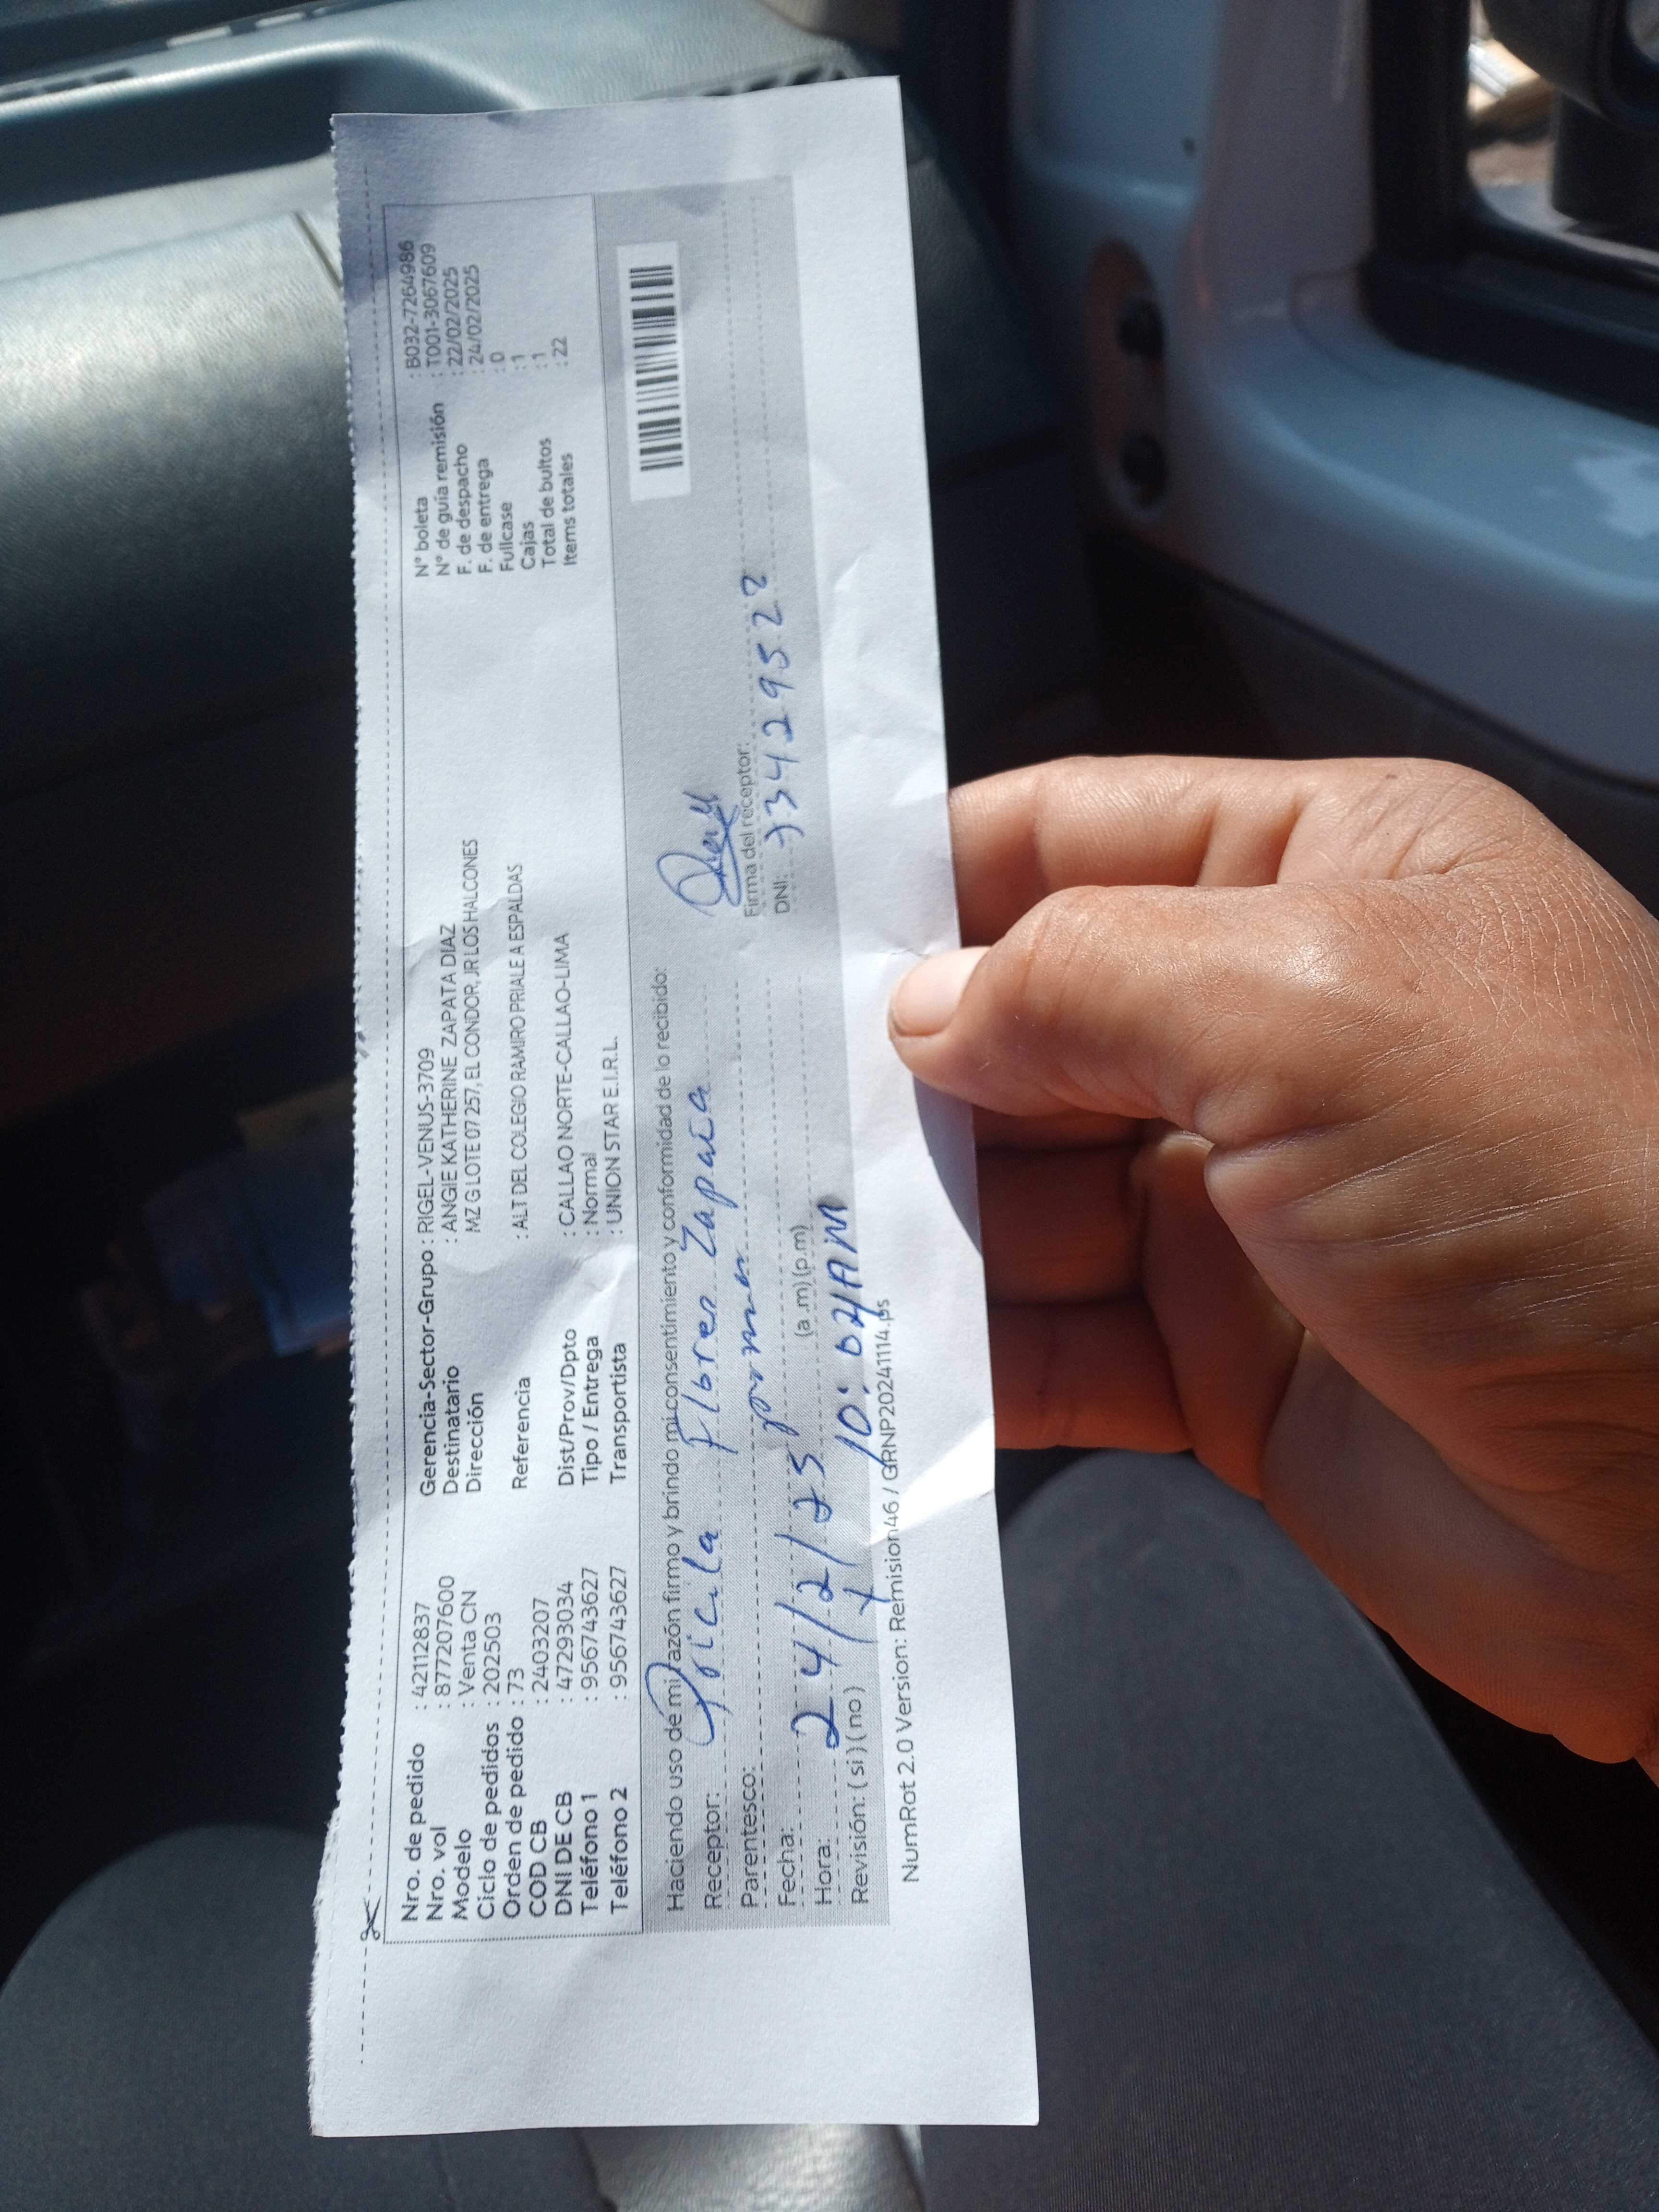 Nro. de pedido : 42112837
Nro. vol : 877207600
Modelo : Venta CN
Ciclo de pedidos : 202503
Orden de pedido : 73
COD CB : 2403207
DNI DE CB : 47293034
Teléfono 1 : 956743627
Teléfono 2 : 956743627
Gerencia-Sector-Grupo : RIGEL-VENUS-3709
Destinatario : ANGIE KATHERINE ZAPATA DIAZ
Dirección MZ G LOTE 07 257, EL CONDOR, JR LOS HALCONES
Referencia : ALT DEL COLEGIO RAMIRO PRIALE A ESPALDAS
Dist/Prov/Dpto : CALLAO NORTE-CALLAO-LIMA
Tipo / Entrega : Normal
Transportista : UNION STAR E.I.R.L.
N° boleta : B032-7264986
N° de guía remisión : T001-3067609
F. de despacho : 22/02/2025
F. de entrega : 24/02/2025
Fullcase : 0
Cajas : 1
Total de bultos : 1
Items totales : 22
Haciendo uso de mi razón firmo y brindo mi consentimiento y conformidad de lo recibido:
Receptor: Pricila Flores Zapata
Parentesco:
Fecha: 24/2/25
Hora: (a .m) (p.m) 10:02AM
Revisión: ( si ) ( no )
Firma del receptor:
DNI: 73429522
NumRot 2.0 Version: Remision46 / GRNP20241114.ps